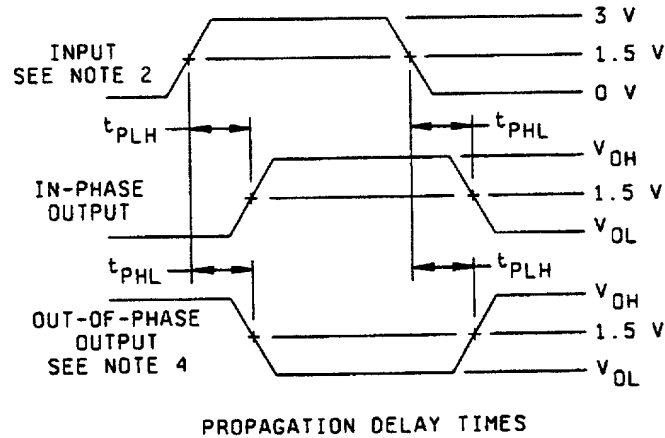 3 V
INPUT
SEE NOTE 2
1.5 V
0 V
tPLH
tPHL
VOH
IN-PHASE
OUTPUT
1.5 V
VOL
tPHL
tPLH
VOH
OUT-OF-PHASE
OUTPUT
SEE NOTE 4
1.5 V
VOL
PROPAGATION DELAY TIMES